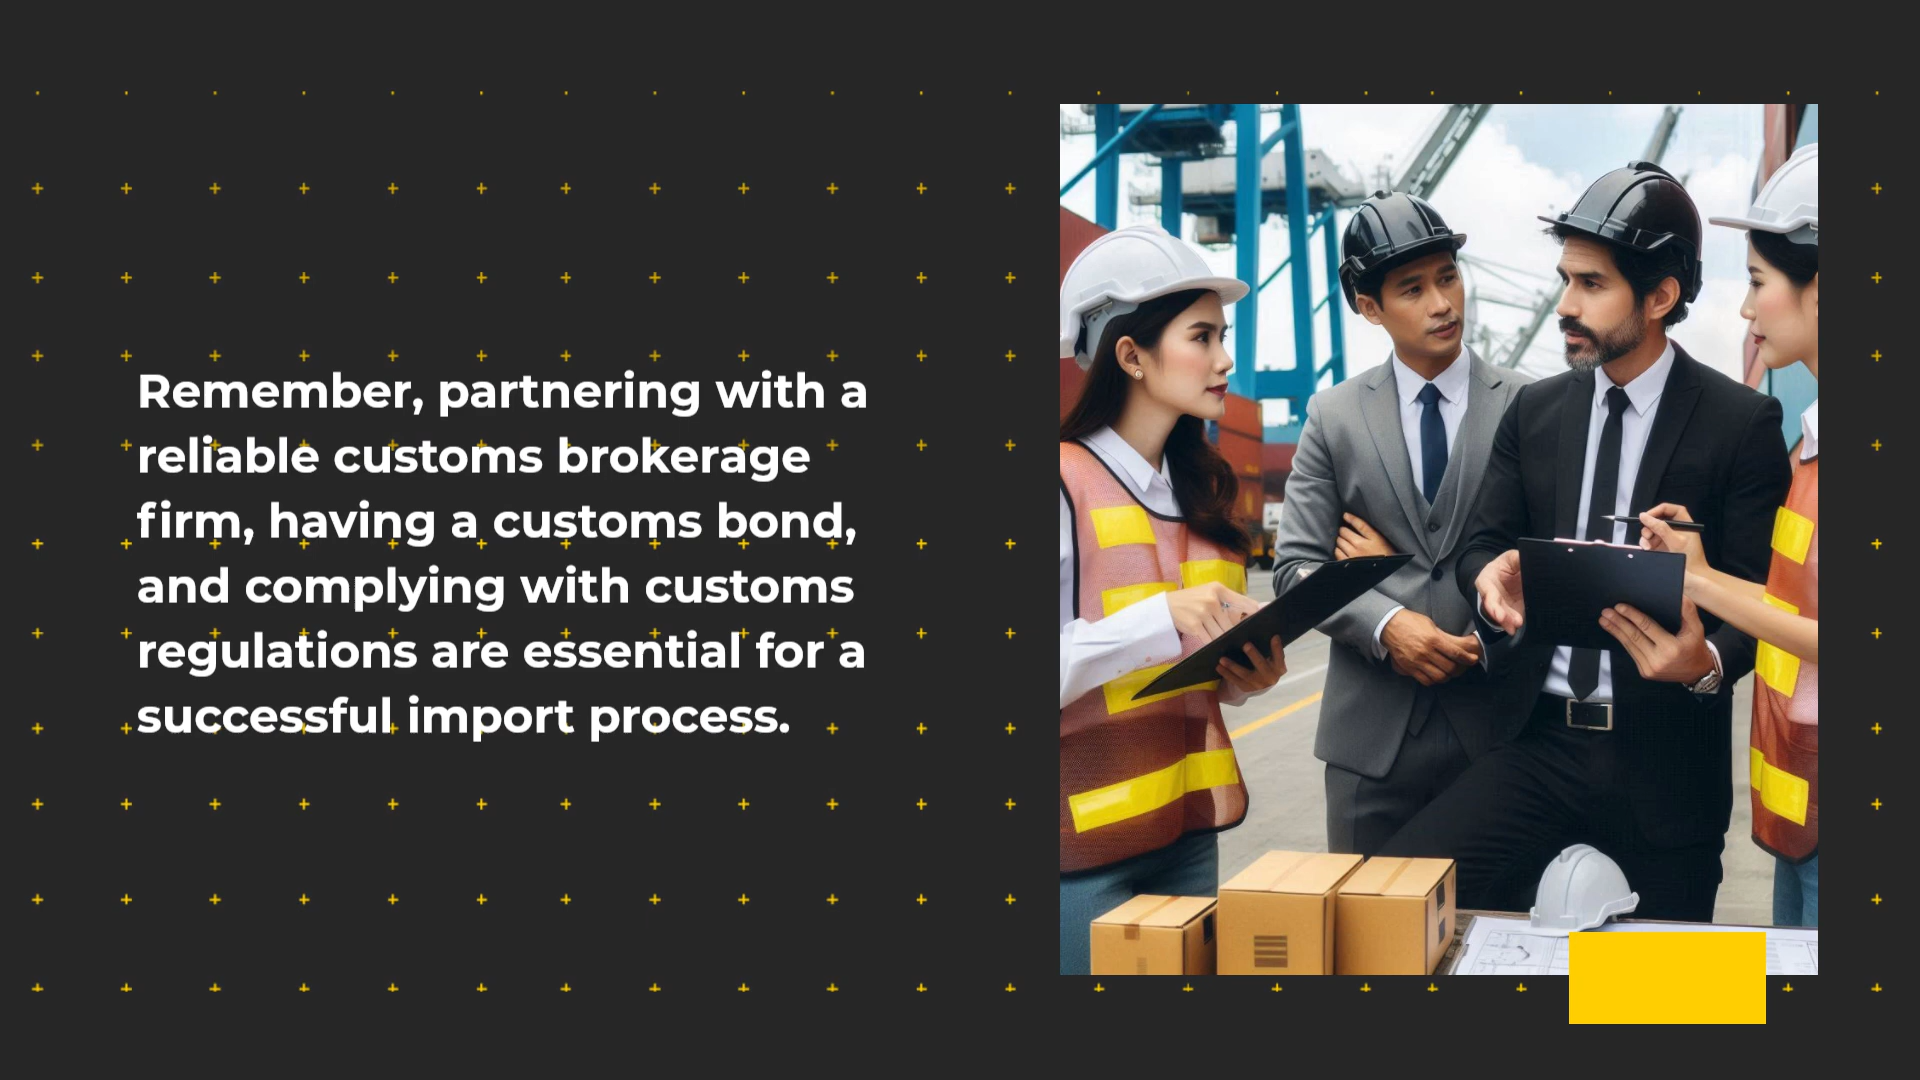 Remember, partnering with a
reliable customs brokerage
firm, having a customs bond,
and complying with customs
regulations are essential for a
successful import process.